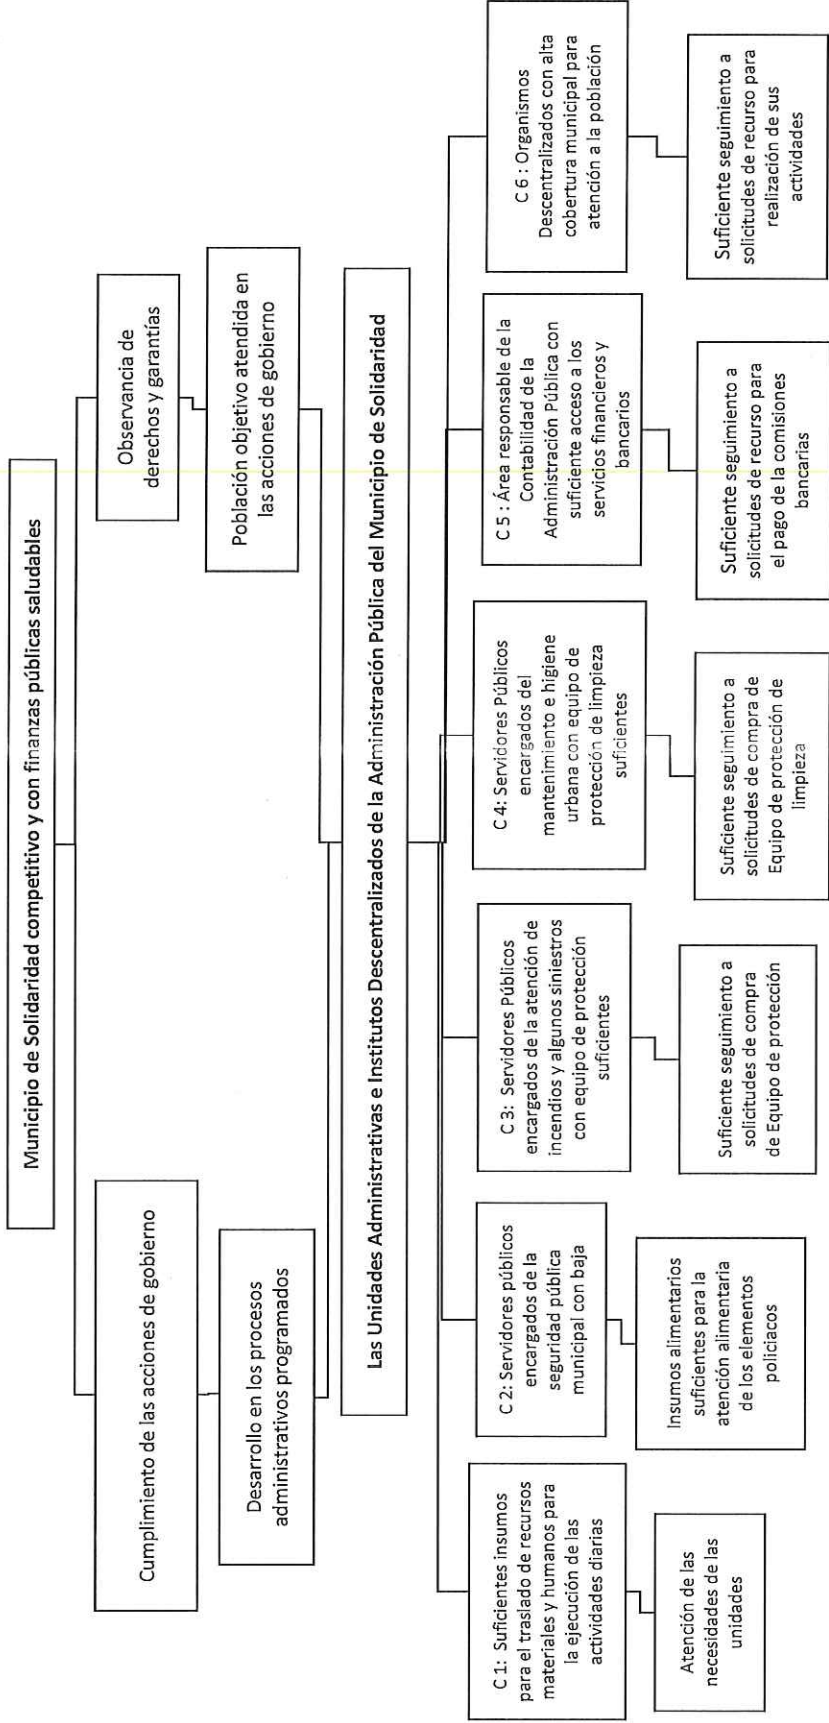 Municipio de Solidaridad competitivo y con finanzas públicas saludables
Cumplimiento de las acciones de gobierno
Observancia de
derechos y garantías
Desarrollo en los procesos
administrativos programados
Población objetivo atendida en
las acciones de gobierno
Las Unidades Administrativas e Institutos Descentralizados de la Administración Pública del Municipio de Solidaridad
C 1: Suficientes insumos
para el traslado de recursos
materiales y humanos para
la ejecución de las
actividades diarias
C 2: Servidores públicos
encargados de la
seguridad pública
municipal con baja
C 3: Servidores Públicos
encargados de la atención de
incendios y algunos siniestros
con equipo de protección
suficientes
C 4: Servidores Públicos
encargados del
mantenimiento e higiene
urbana con equipo de
protección de limpieza
suficientes
C 5 : Área responsable de la
Contabilidad de la
Administración Pública con
suficiente acceso a los
servicios financieros y
bancarios
C 6 : Organismos
Descentralizados con alta
cobertura municipal para
atención a la población
Atención de las
necesidades de las
unidades
Insumos alimentarios
suficientes para la
atención alimentaria
de los elementos
policiacos
Suficiente seguimiento a
solicitudes de compra
de Equipo de protección
Suficiente seguimiento a
solicitudes de compra de
Equipo de protección de
limpieza
Suficiente seguimiento a
solicitudes de recurso para
el pago de la comisiones
bancarias
Suficiente seguimiento a
solicitudes de recurso para
realización de sus
actividades